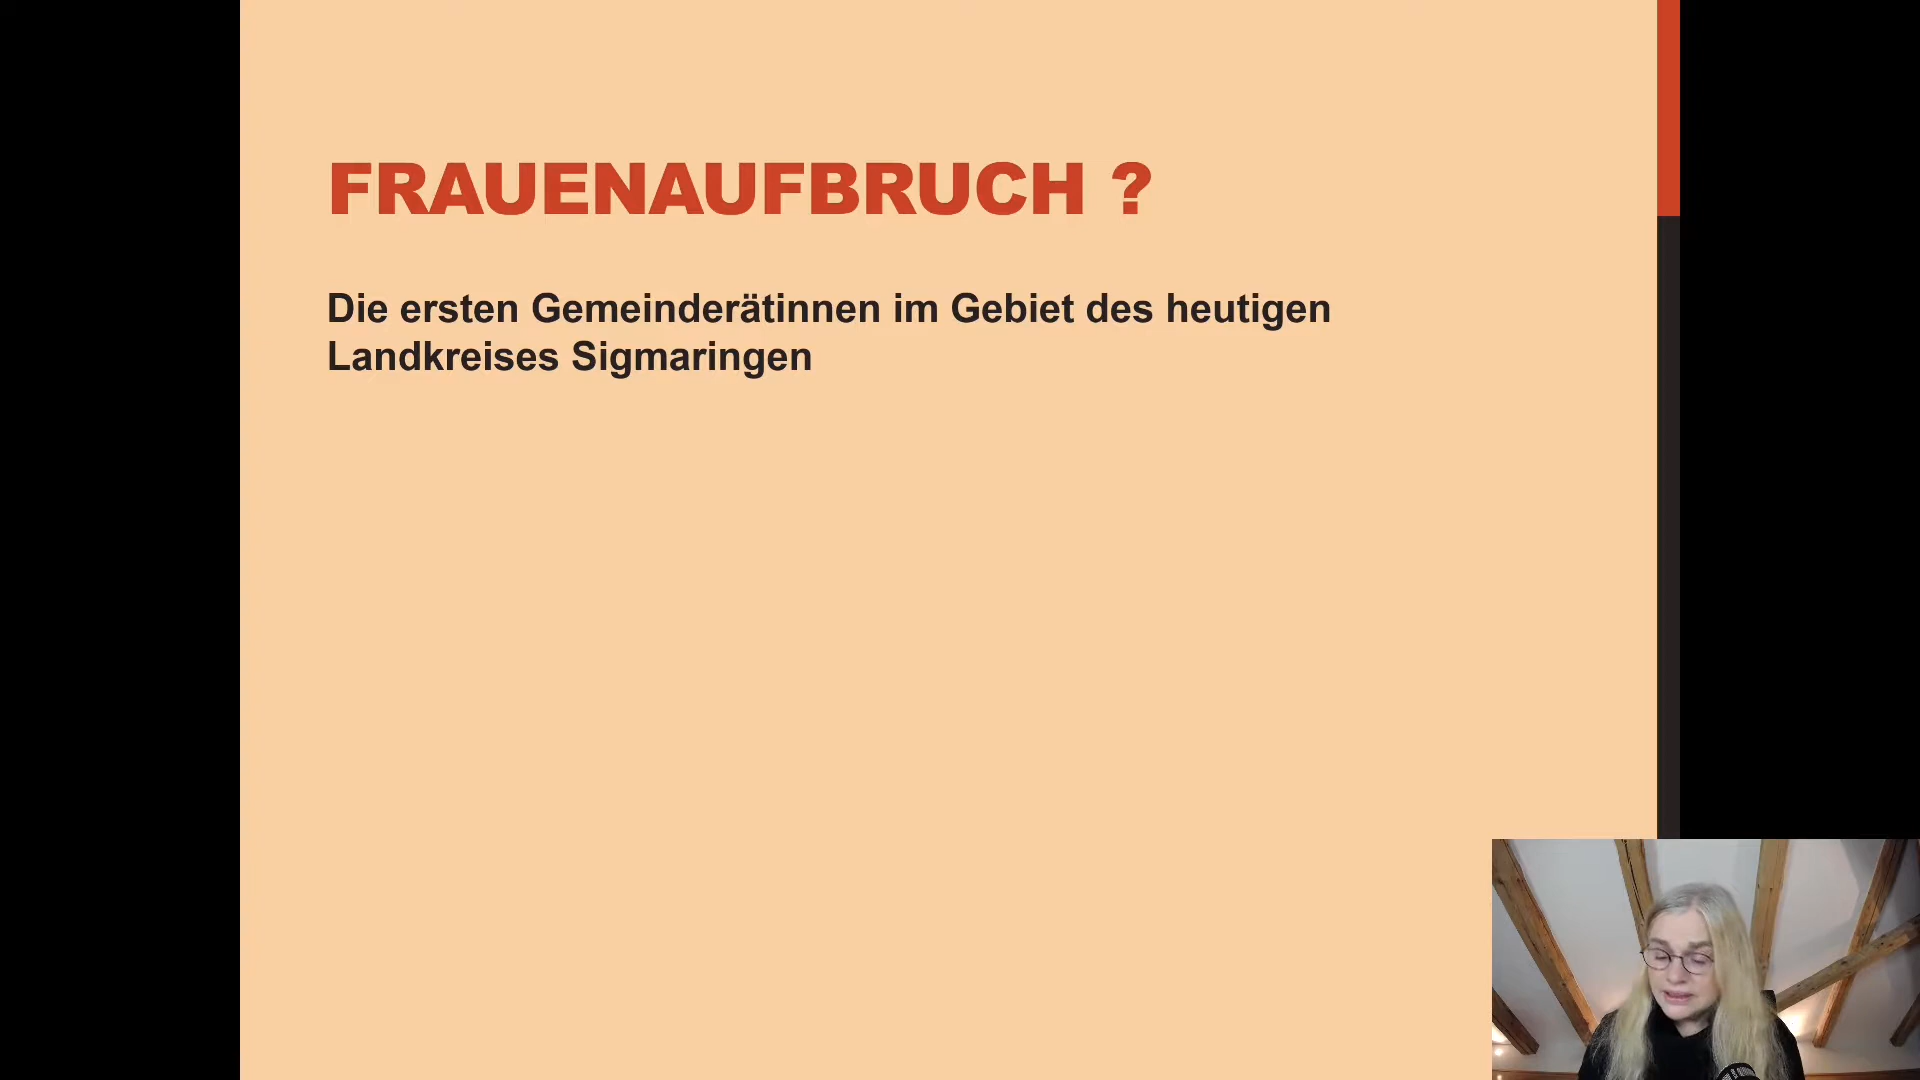 FRAUENAUFBRUCH ?
Die ersten Gemeinderätinnen im Gebiet des heutigen
Landkreises Sigmaringen